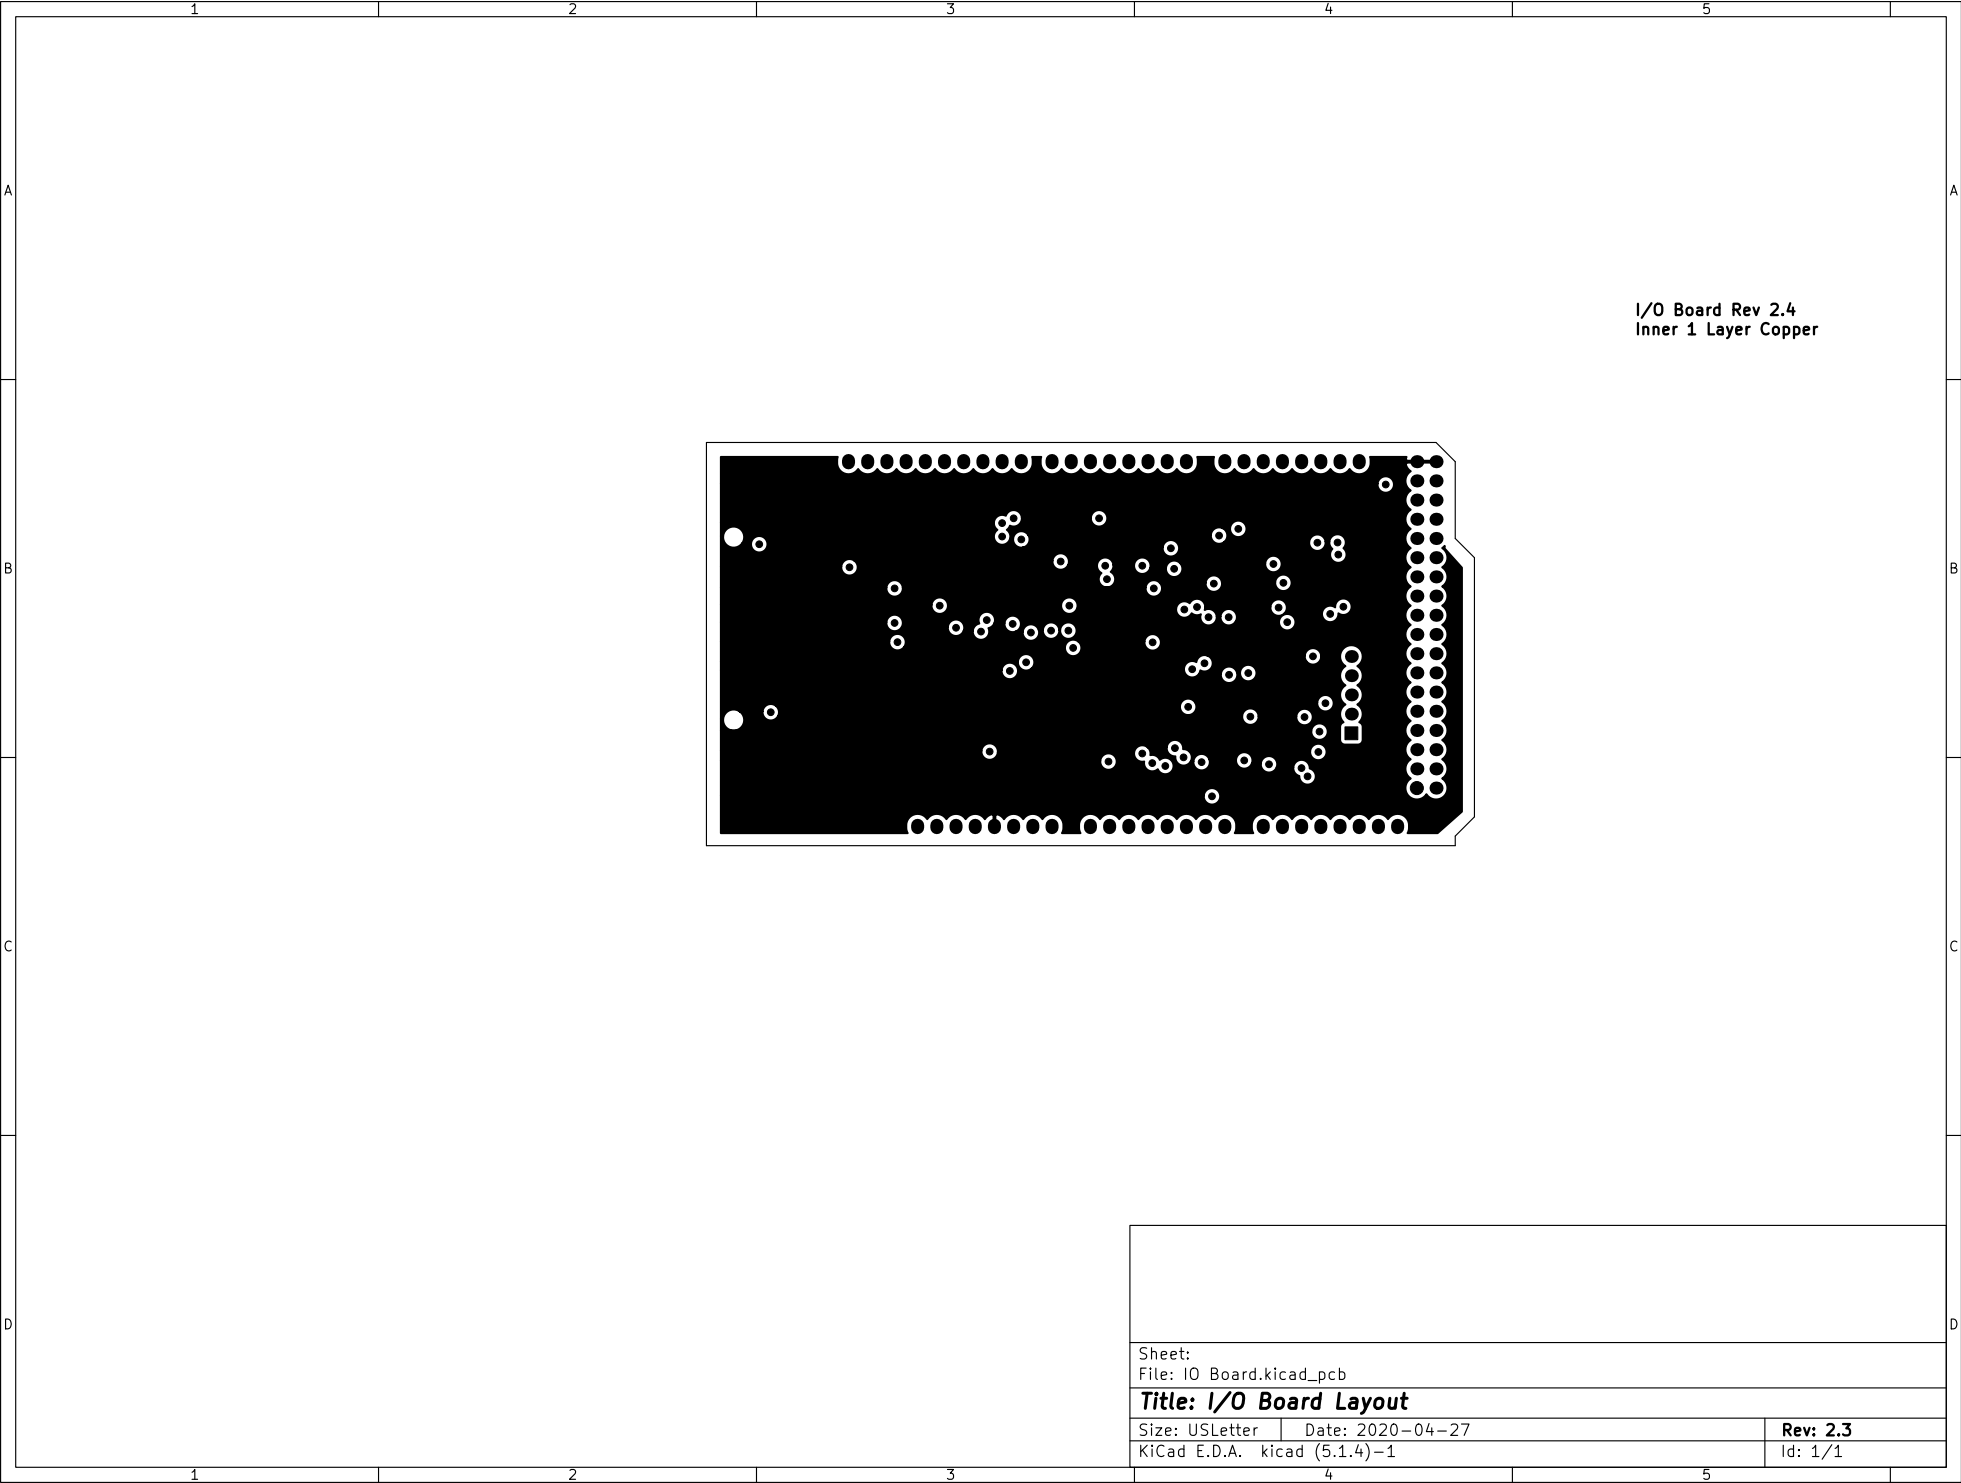 1 2 3 4 5
A A
I/O Board Rev 2.4
Inner 1 Layer Copper
B B
C C
D D
Sheet:
File: IO Board.kicad_pcb
Title: I/O Board Layout
Size: USLetter Date: 2020-04-27 Rev: 2.3
KiCad E.D.A. kicad (5.1.4)-1 Id: 1/1
1 2 3 4 5